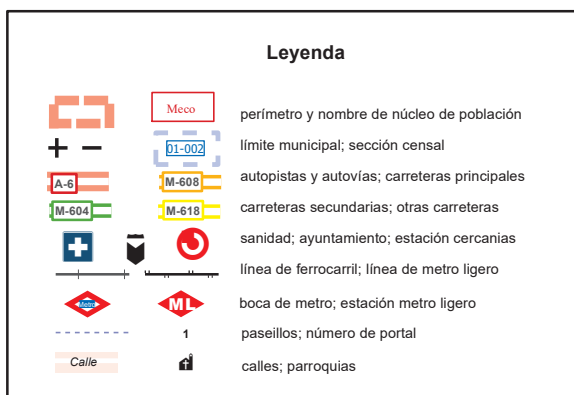 Leyenda
Meco perímetro y nombre de núcleo de población
+ − 01-002 límite municipal; sección censal
A-6 M-608 autopistas y autovías; carreteras principales
M-604 M-618 carreteras secundarias; otras carreteras
sanidad; ayuntamiento; estación cercanias
línea de ferrocarril; línea de metro ligero
Metro ML boca de metro; estación metro ligero
1 paseillos; número de portal
Calle calles; parroquias